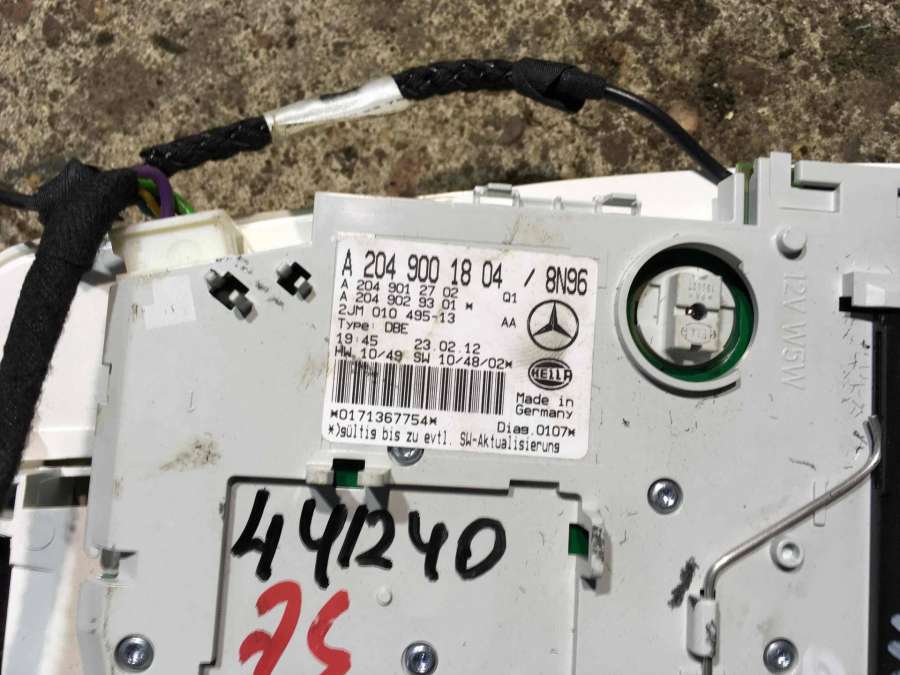 A 204 900 18 04 / 8N96
A 204 901 27 02 Q1
A 204 902 93 01 *
2JM 010 495-13 AA
Type: DBE
19:45 23.02.12
HW 10/49 SW 10/48/02*
HELLA
Made in
Germany
*0171367754*
Diag.0107*
*)gültig bis zu evtl. SW-Aktualisierung
12V W5W
441240